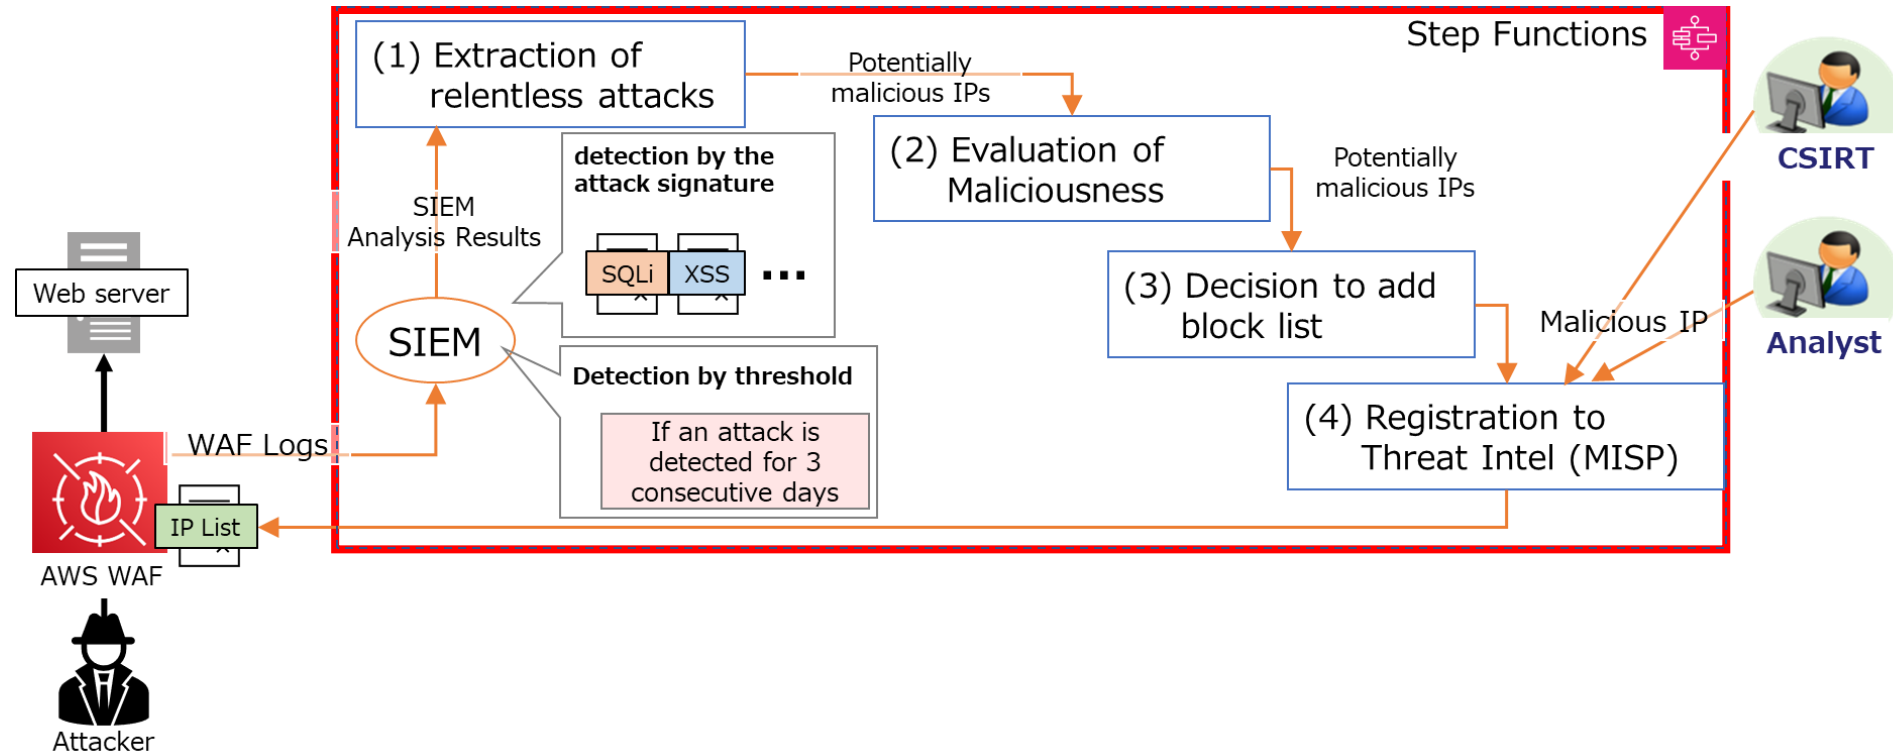 Step Functions
(1) Extraction of
relentless attacks
Potentially
malicious IPs
(2) Evaluation of
Maliciousness
Potentially
malicious IPs
(3) Decision to add
block list
Malicious IP
(4) Registration to
Threat Intel (MISP)
CSIRT
Analyst
detection by the
attack signature
SQLi
XSS
...
SIEM
Analysis Results
SIEM
Detection by threshold
If an attack is
detected for 3
consecutive days
Web server
WAF Logs
IP List
AWS WAF
Attacker